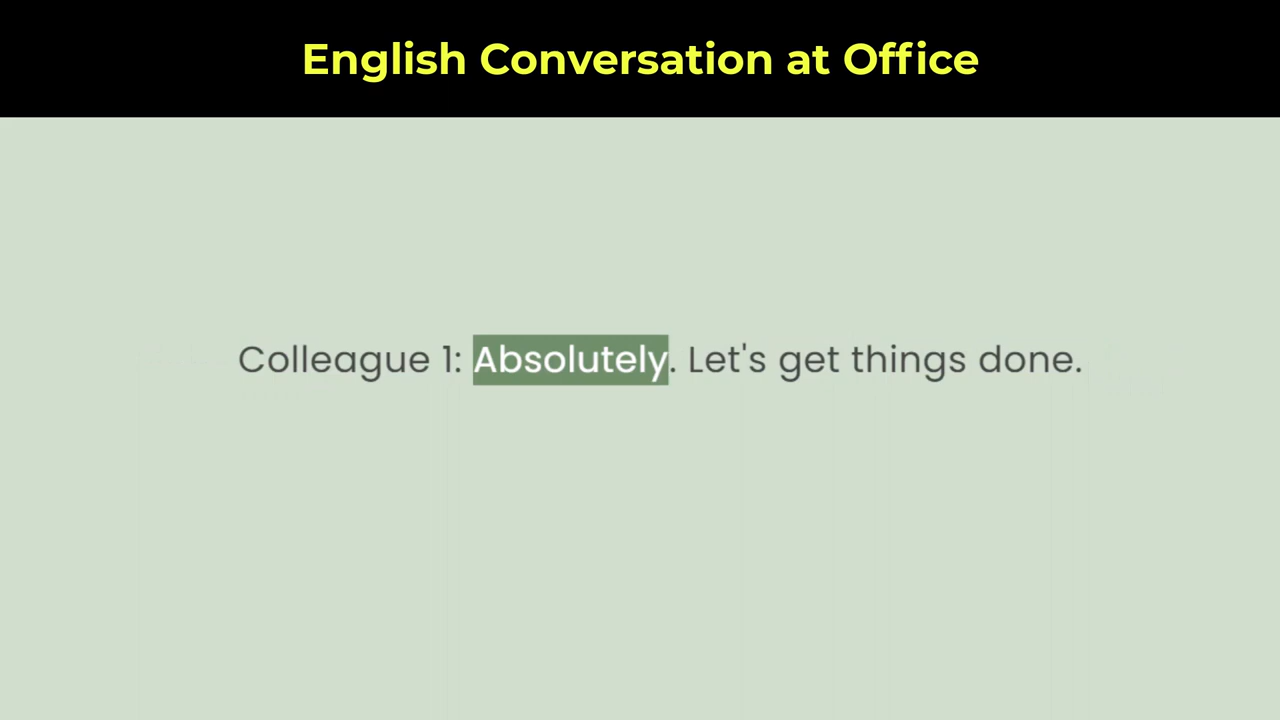 English Conversation at Office
Colleague 1: Absolutely. Let's get things done.